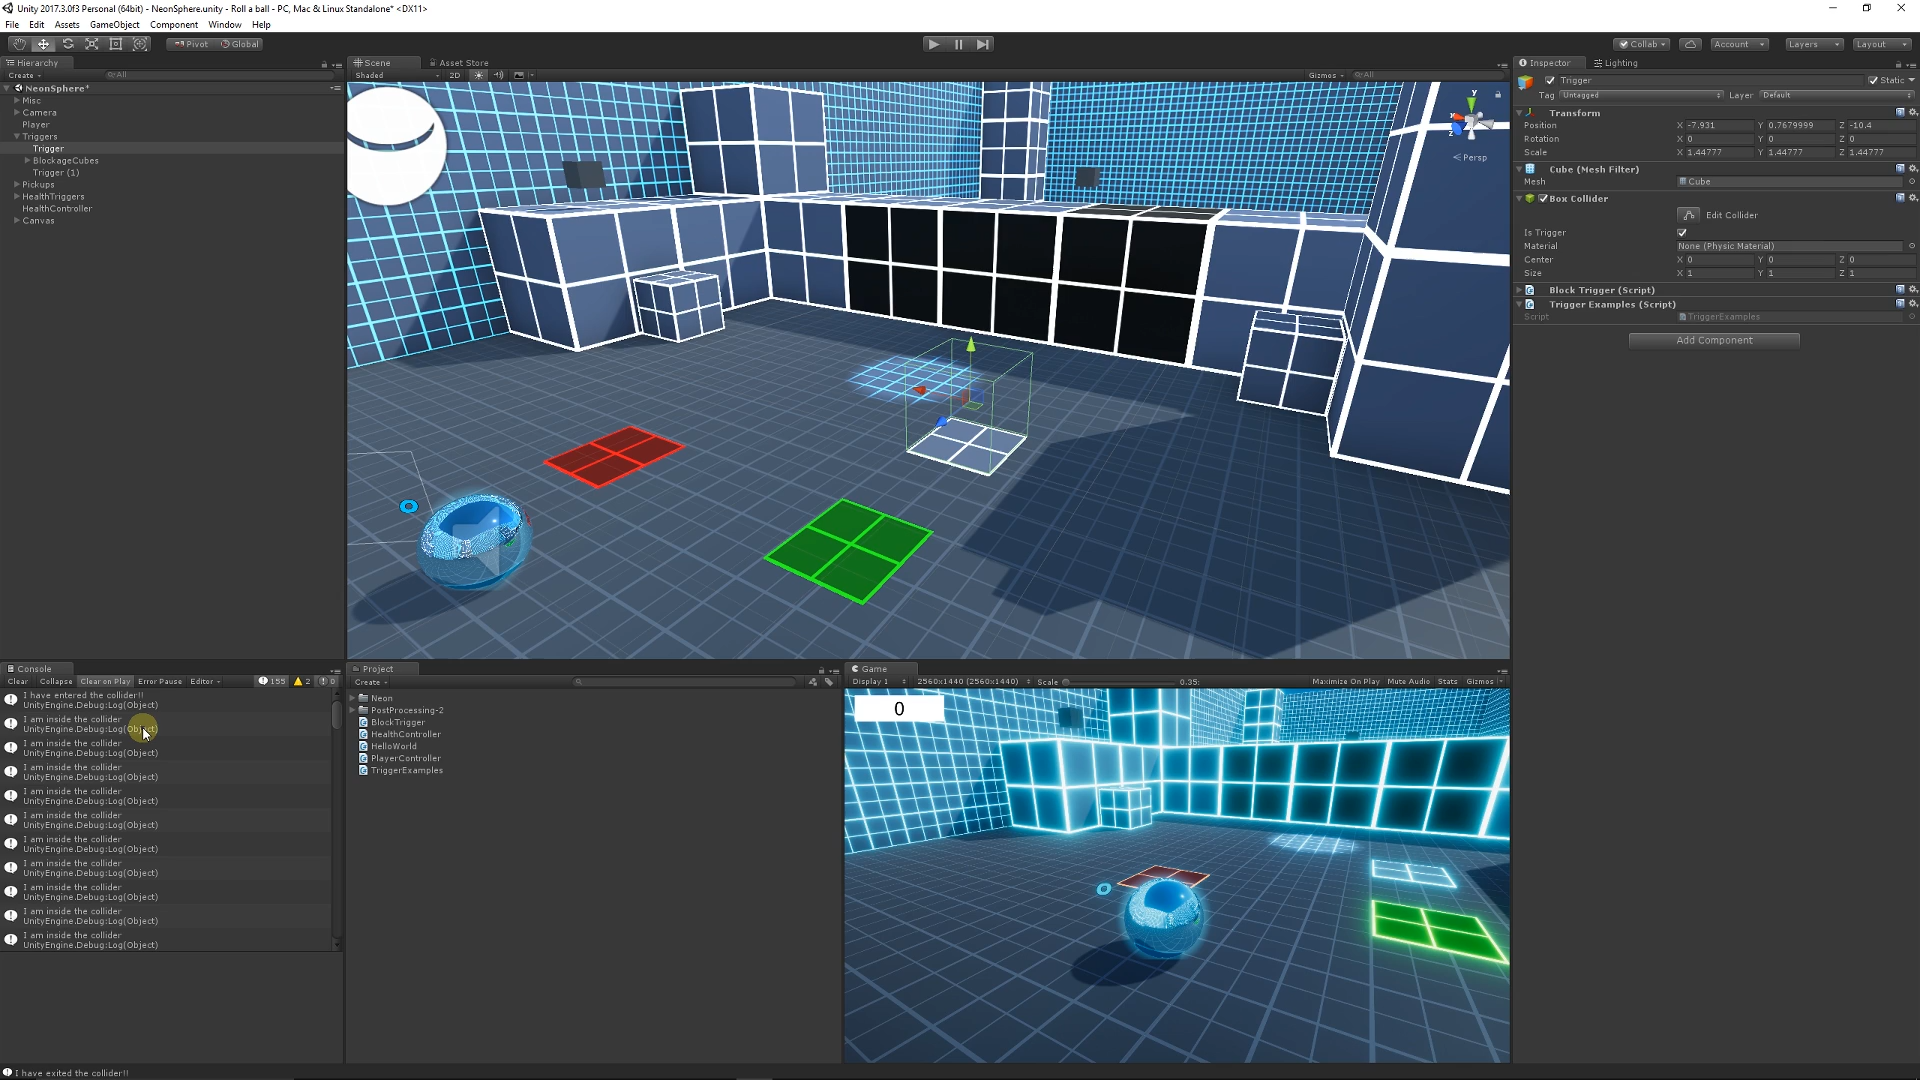 Unity 2017.3.0f3 Personal (64bit) - NeonSphere.unity - Roll a ball - PC, Mac & Linux Standalone* <DX11>
File Edit Assets GameObject Component Window Help
Pivot Global Collab Account Layers Layout
Hierarchy
Create All
NeonSphere*
Misc
Camera
Player
Triggers
Trigger
BlockageCubes
Trigger (1)
Pickups
HealthTriggers
HealthController
Canvas
Scene Asset Store
Shaded 2D Gizmos All
y
x
z
Persp
Inspector Lighting
Trigger Static
Tag Untagged Layer Default
Transform
Position X -7.931 Y 0.7679999 Z -10.4
Rotation X 0 Y 0 Z 0
Scale X 1.44777 Y 1.44777 Z 1.44777
Cube (Mesh Filter)
Mesh Cube
Box Collider
Edit Collider
Is Trigger
Material None (Physic Material)
Center X 0 Y 0 Z 0
Size X 1 Y 1 Z 1
Block Trigger (Script)
Trigger Examples (Script)
Script TriggerExamples
Add Component
Console
Clear Collapse Clear on Play Error Pause Editor 155 2 0
I have entered the collider!!
UnityEngine.Debug:Log(Object)
I am inside the collider
UnityEngine.Debug:Log(Object)
I am inside the collider
UnityEngine.Debug:Log(Object)
I am inside the collider
UnityEngine.Debug:Log(Object)
I am inside the collider
UnityEngine.Debug:Log(Object)
I am inside the collider
UnityEngine.Debug:Log(Object)
I am inside the collider
UnityEngine.Debug:Log(Object)
I am inside the collider
UnityEngine.Debug:Log(Object)
I am inside the collider
UnityEngine.Debug:Log(Object)
I am inside the collider
UnityEngine.Debug:Log(Object)
I am inside the collider
UnityEngine.Debug:Log(Object)
Project
Create
Neon
PostProcessing-2
BlockTrigger
HealthController
HelloWorld
PlayerController
TriggerExamples
Game
Display 1 2560x1440 (2560x1440) Scale 0.35: Maximize On Play Mute Audio Stats Gizmos
0
I have exited the collider!!